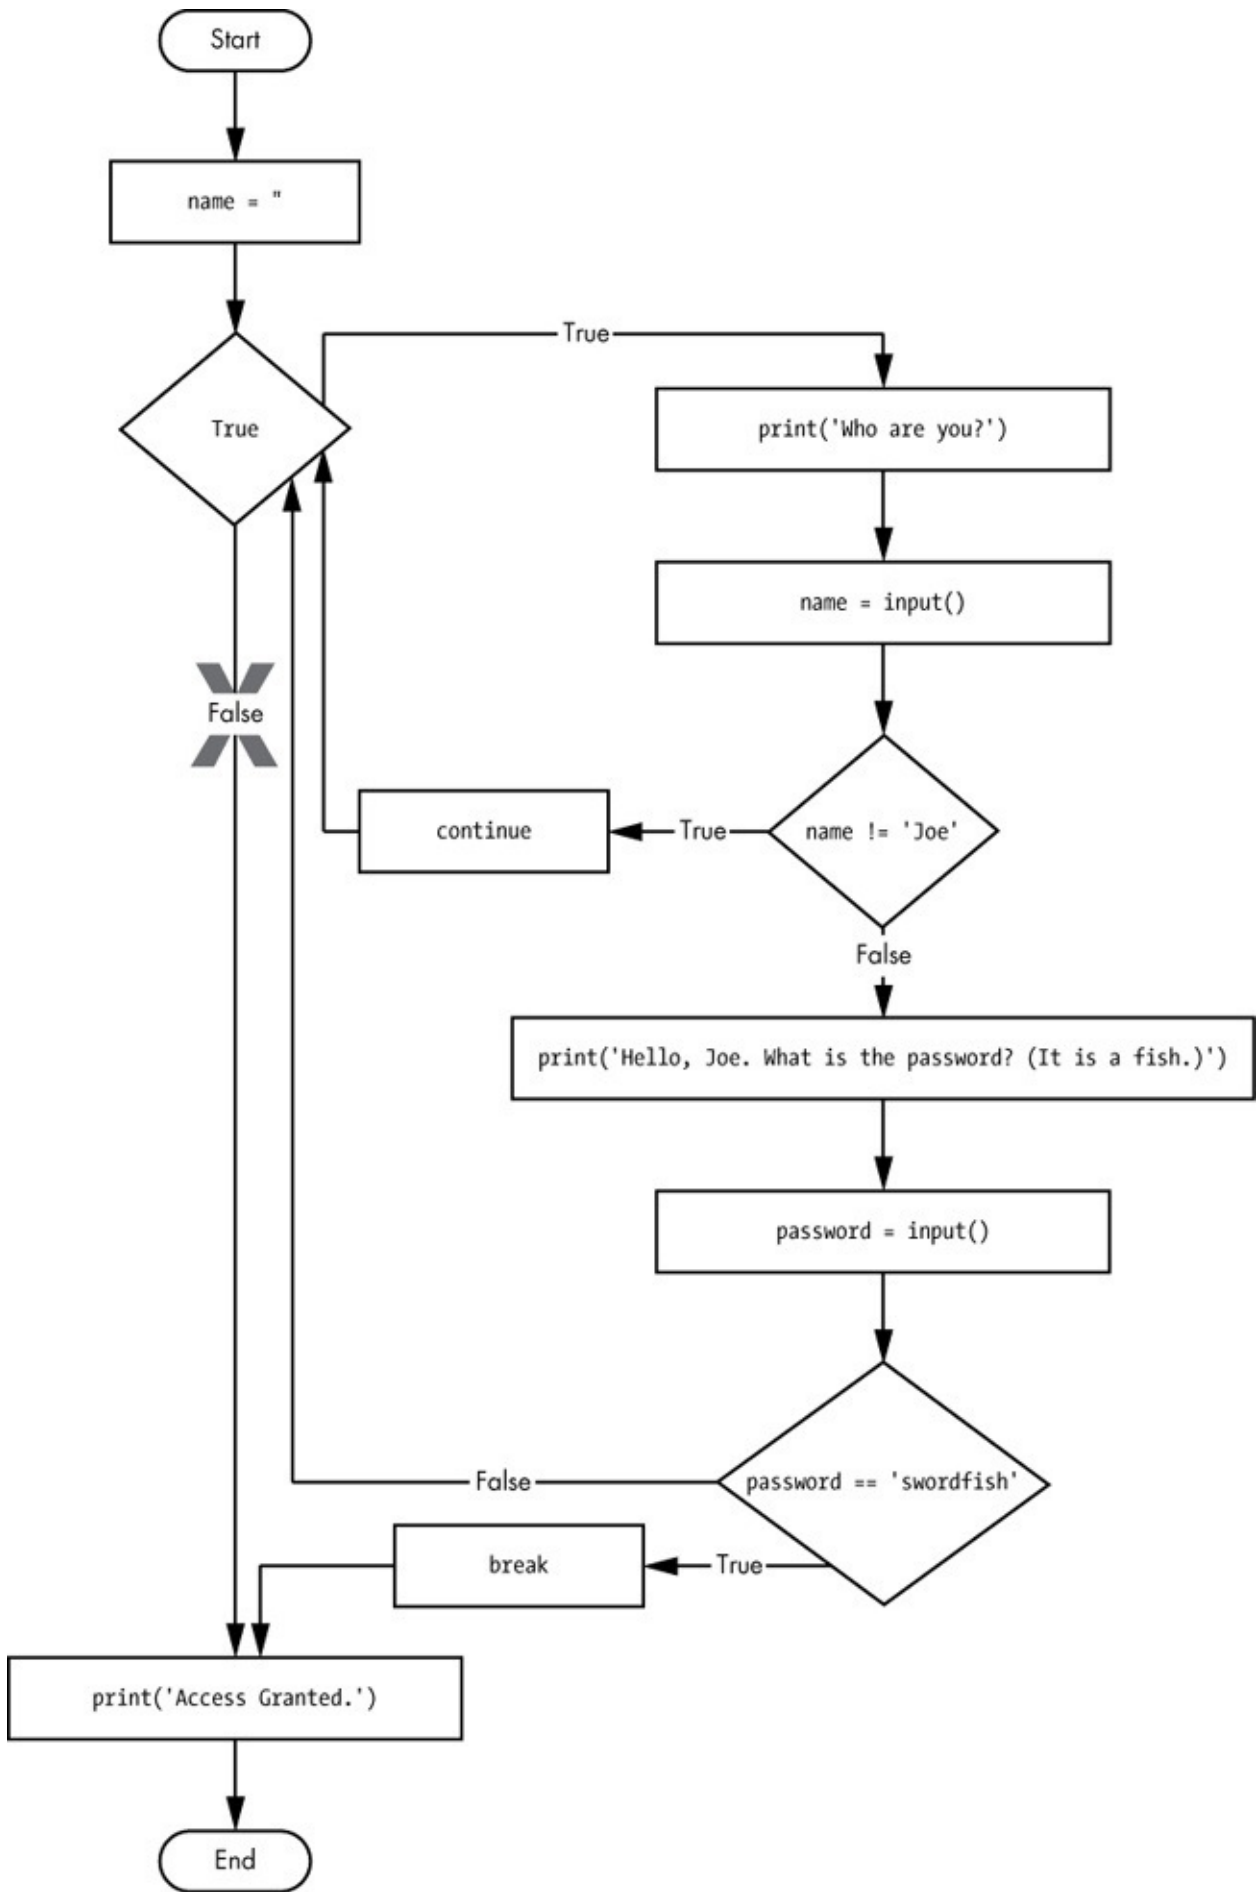 Start
name = "
True
True
print('Who are you?')
name = input()
False
continue
True
name != 'Joe'
False
print('Hello, Joe. What is the password? (It is a fish.)')
password = input()
False
password == 'swordfish'
break
True
print('Access Granted.')
End